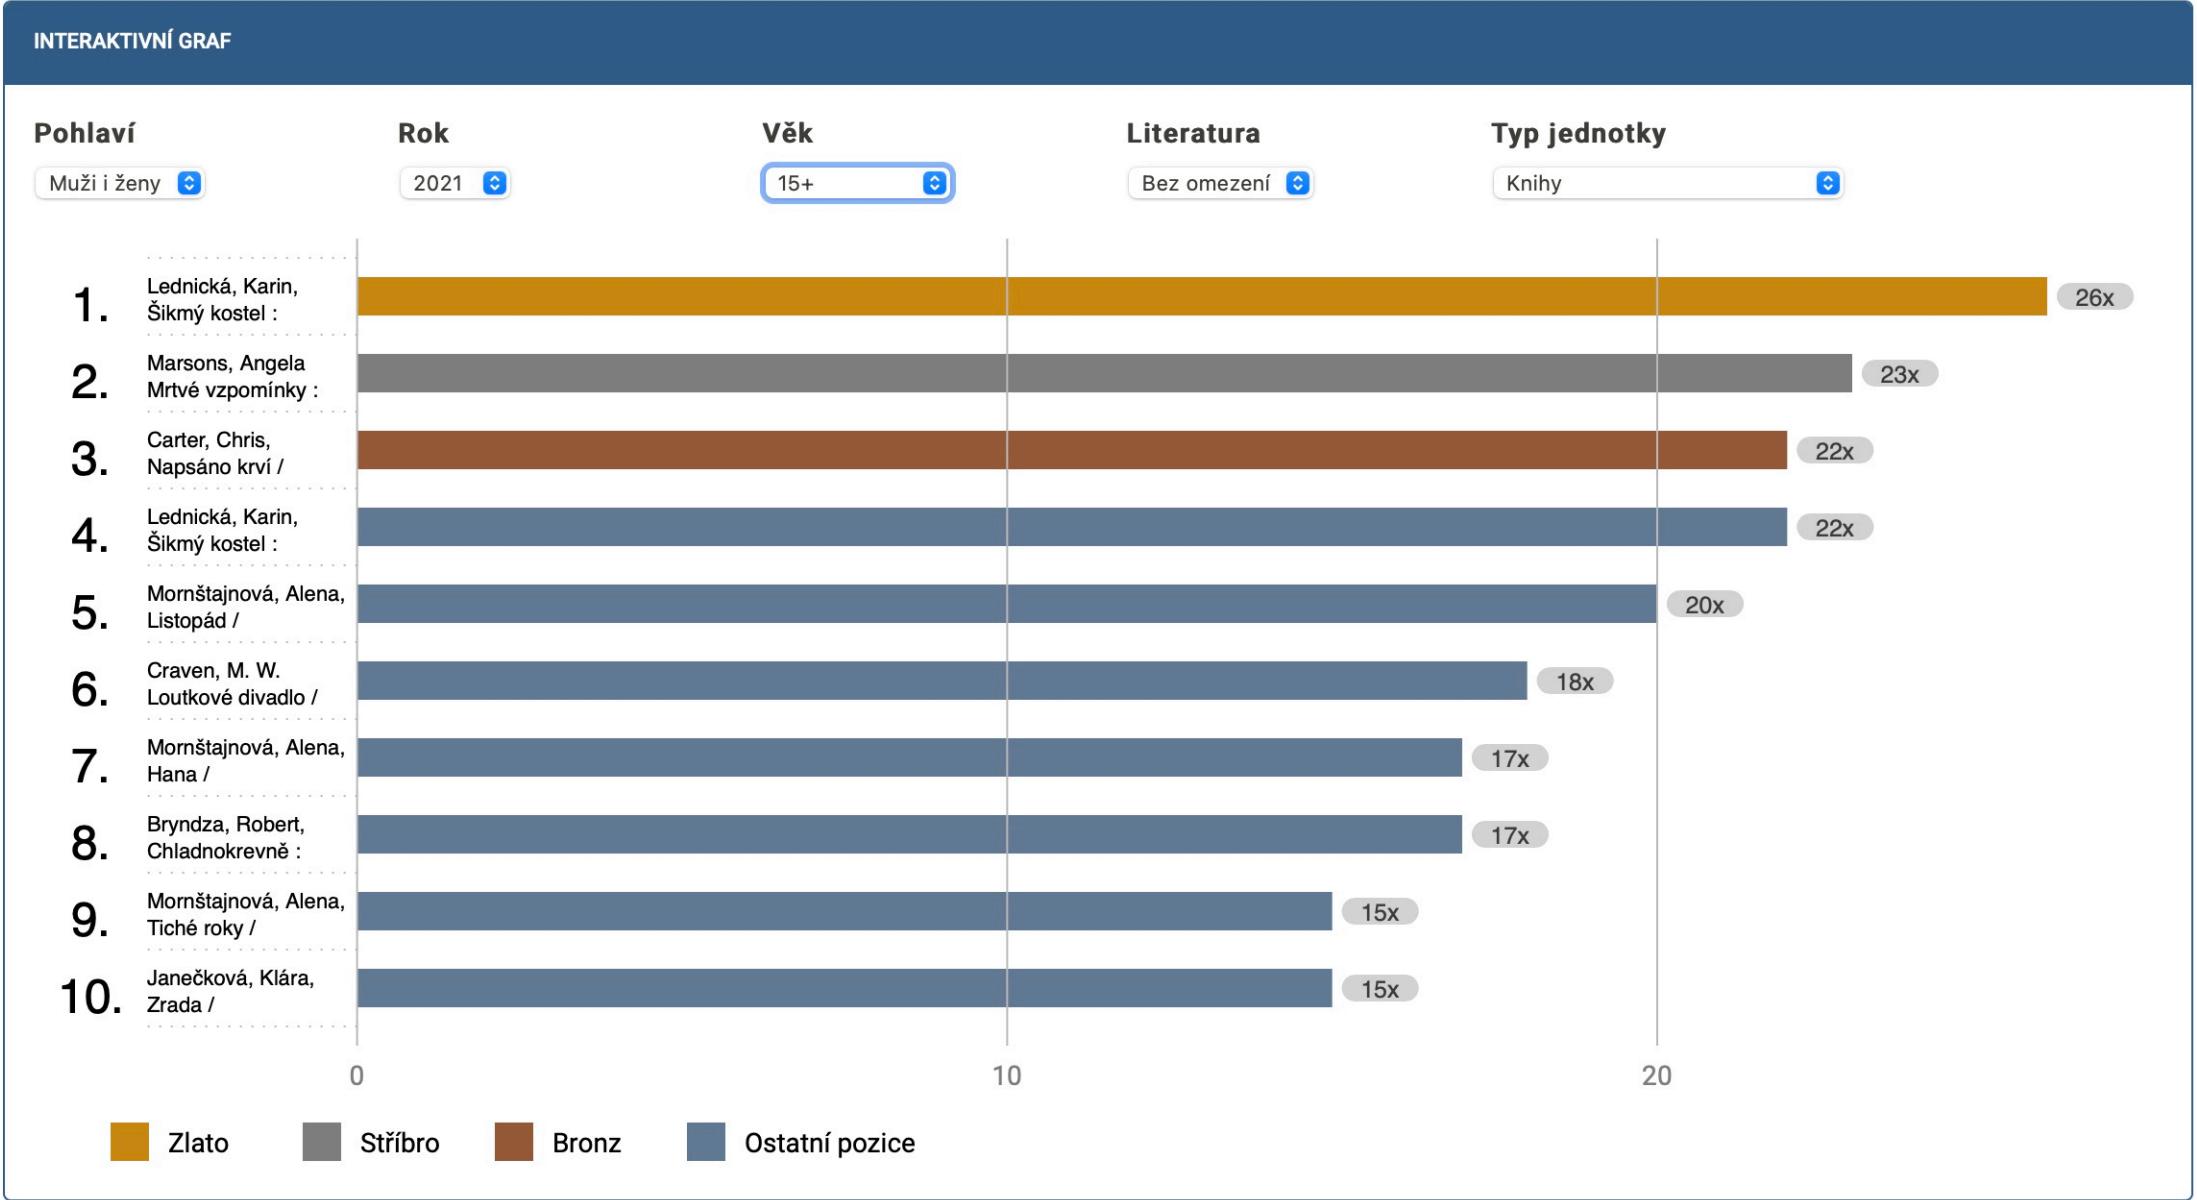 INTERAKTIVNÍ GRAF
Pohlaví Rok Věk Literatura Typ jednotky
Muži i ženy 2021 15+ Bez omezení Knihy
1. Lednická, Karin,
Šikmý kostel :
26x
2. Marsons, Angela
Mrtvé vzpomínky :
23x
3. Carter, Chris,
Napsáno krví /
22x
4. Lednická, Karin,
Šikmý kostel :
22x
5. Mornštajnová, Alena,
Listopád /
20x
6. Craven, M. W.
Loutkové divadlo /
18x
7. Mornštajnová, Alena,
Hana /
17x
8. Bryndza, Robert,
Chladnokrevně :
17x
9. Mornštajnová, Alena,
Tiché roky /
15x
10. Janečková, Klára,
Zrada /
15x
0 10 20
Zlato Stříbro Bronz Ostatní pozice